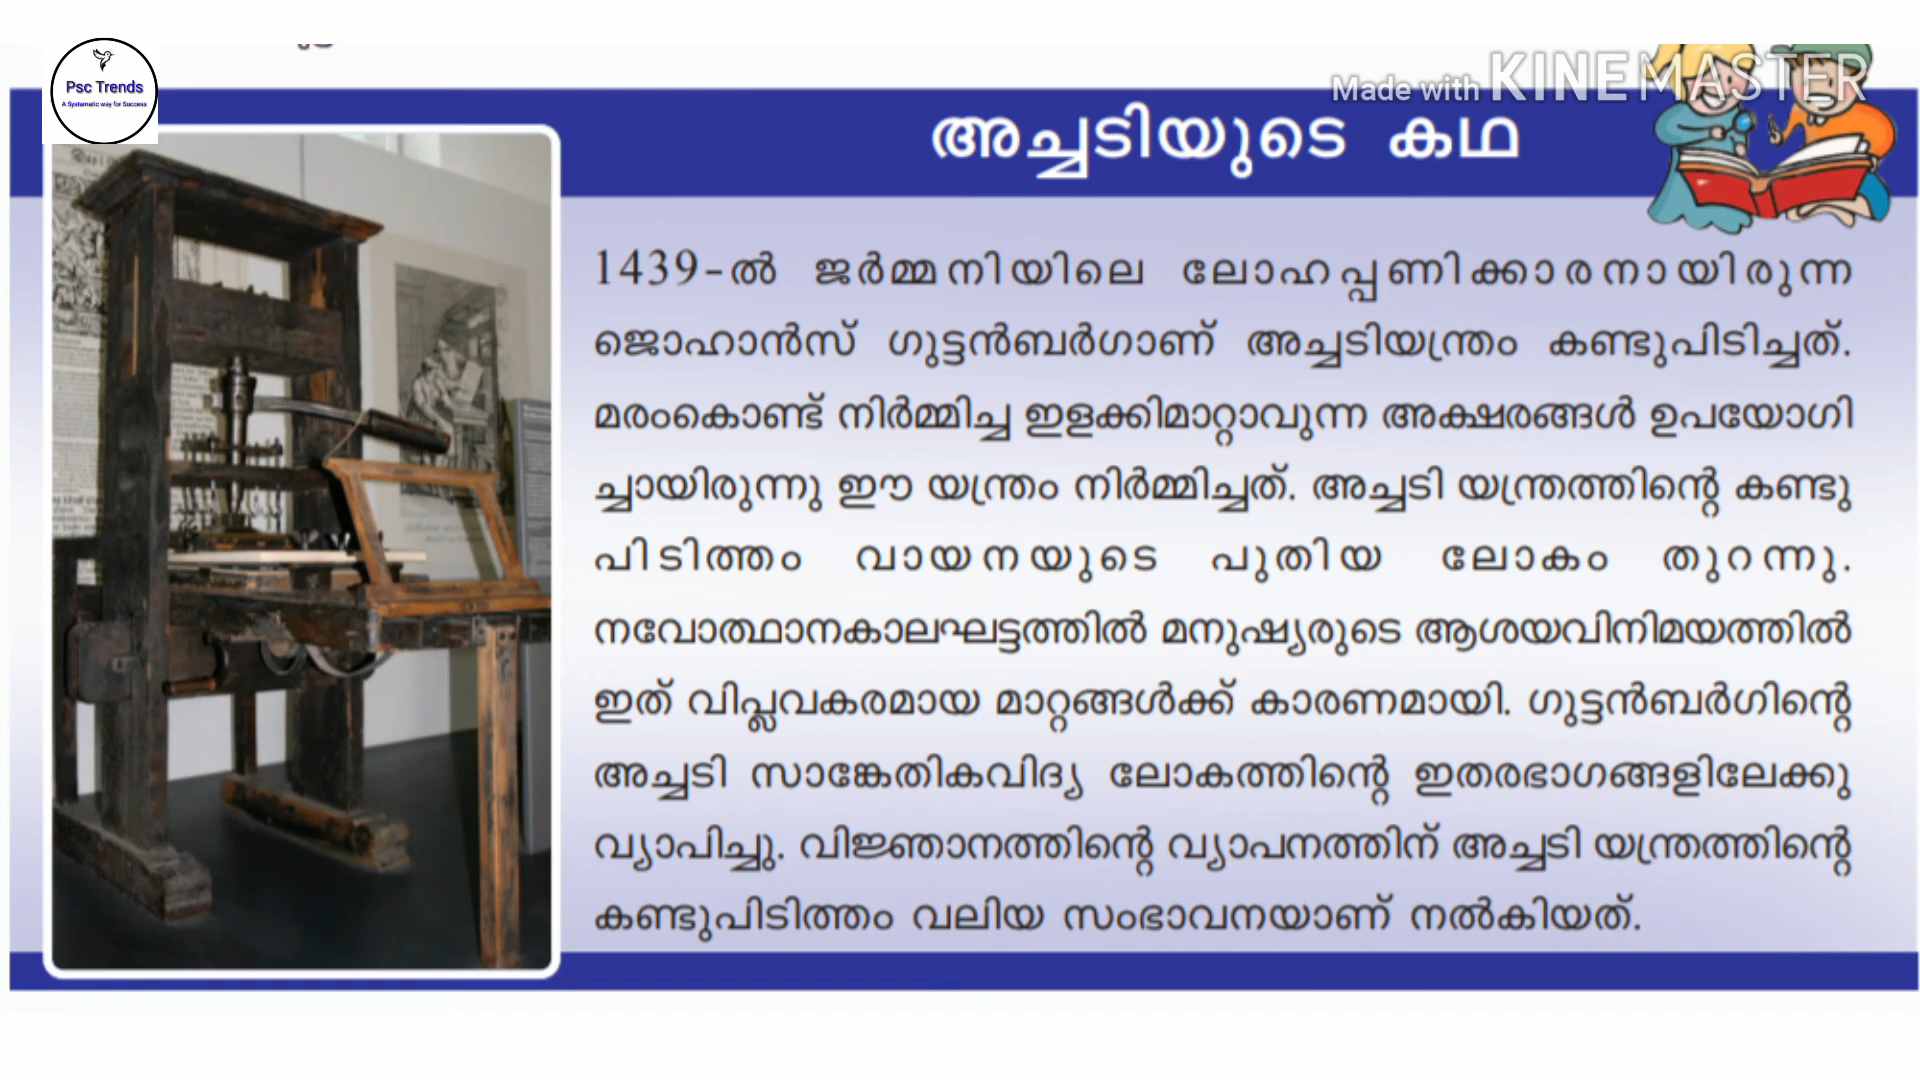 Psc Trends
A Systematic way for Success
Made with KINEMASTER
അച്ചടിയുടെ കഥ
1439-ൽ ജർമ്മനിയിലെ ലോഹപ്പണിക്കാരനായിരുന്ന
ജൊഹാൻസ് ഗുട്ടൻബർഗാണ് അച്ചടിയന്ത്രം കണ്ടുപിടിച്ചത്.
മരംകൊണ്ട് നിർമ്മിച്ച ഇളക്കിമാറ്റാവുന്ന അക്ഷരങ്ങൾ ഉപയോഗി
ച്ചായിരുന്നു ഈ യന്ത്രം നിർമ്മിച്ചത്. അച്ചടി യന്ത്രത്തിന്റെ കണ്ടു
പിടിത്തം വായനയുടെ പുതിയ ലോകം തുറന്നു.
നവോത്ഥാനകാലഘട്ടത്തിൽ മനുഷ്യരുടെ ആശയവിനിമയത്തിൽ
ഇത് വിപ്ലവകരമായ മാറ്റങ്ങൾക്ക് കാരണമായി. ഗുട്ടൻബർഗിന്റെ
അച്ചടി സാങ്കേതികവിദ്യ ലോകത്തിന്റെ ഇതരഭാഗങ്ങളിലേക്കു
വ്യാപിച്ചു. വിജ്ഞാനത്തിന്റെ വ്യാപനത്തിന് അച്ചടി യന്ത്രത്തിന്റെ
കണ്ടുപിടിത്തം വലിയ സംഭാവനയാണ് നൽകിയത്.